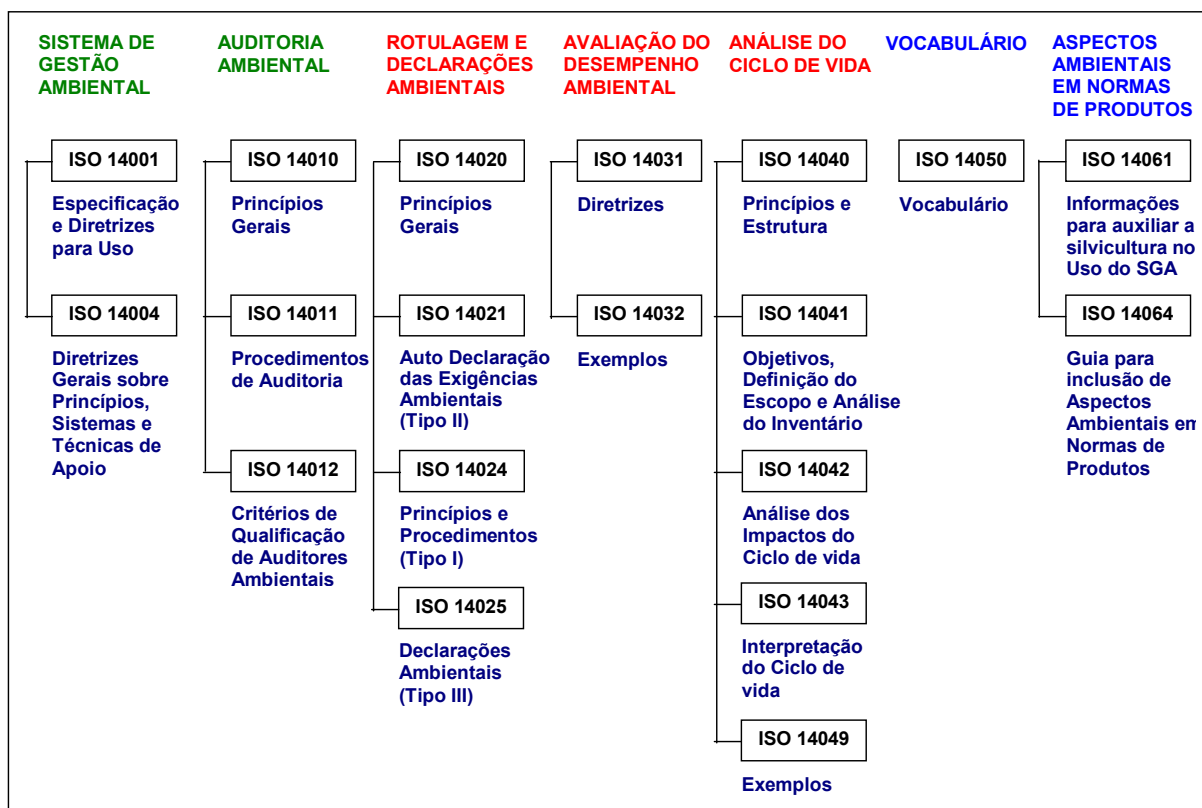 SISTEMA DE
GESTÃO
AMBIENTAL
ISO 14001
Especificação
e Diretrizes
para Uso
ISO 14004
Diretrizes
Gerais sobre
Princípios,
Sistemas e
Técnicas de
Apoio
AUDITORIA
AMBIENTAL
ISO 14010
Princípios
Gerais
ISO 14011
Procedimentos
de Auditoria
ISO 14012
Critérios de
Qualificação
de Auditores
Ambientais
ROTULAGEM E
DECLARAÇÕES
AMBIENTAIS
ISO 14020
Princípios
Gerais
ISO 14021
Auto Declaração
das Exigências
Ambientais
(Tipo II)
ISO 14024
Princípios e
Procedimentos
(Tipo I)
ISO 14025
Declarações
Ambientais
(Tipo III)
AVALIAÇÃO DO
DESEMPENHO
AMBIENTAL
ISO 14031
Diretrizes
ISO 14032
Exemplos
ANÁLISE DO
CICLO DE VIDA
ISO 14040
Princípios e
Estrutura
ISO 14041
Objetivos,
Definição do
Escopo e Análise
do Inventário
ISO 14042
Análise dos
Impactos do
Ciclo de vida
ISO 14043
Interpretação
do Ciclo de
vida
ISO 14049
Exemplos
VOCABULÁRIO
ISO 14050
Vocabulário
ASPECTOS
AMBIENTAIS
EM NORMAS
DE PRODUTOS
ISO 14061
Informações
para auxiliar a
silvicultura no
Uso do SGA
ISO 14064
Guia para
inclusão de
Aspectos
Ambientais em
Normas de
Produtos